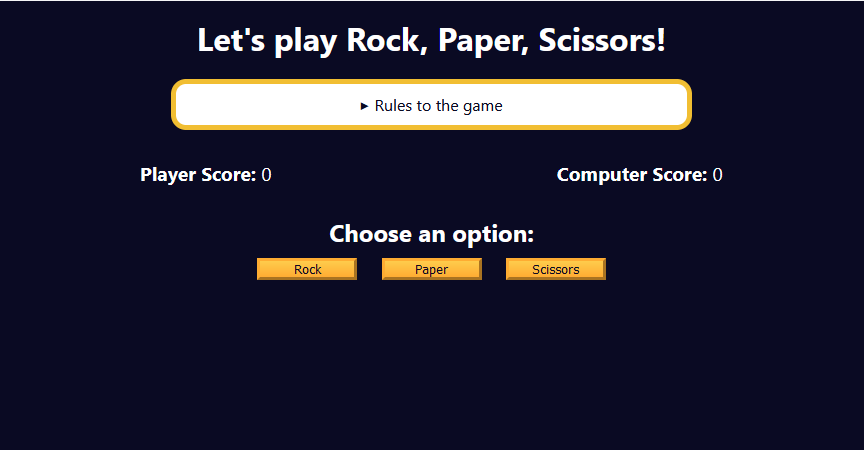 Let's play Rock, Paper, Scissors!
▸ Rules to the game
Player Score: 0 Computer Score: 0
Choose an option:
Rock Paper Scissors